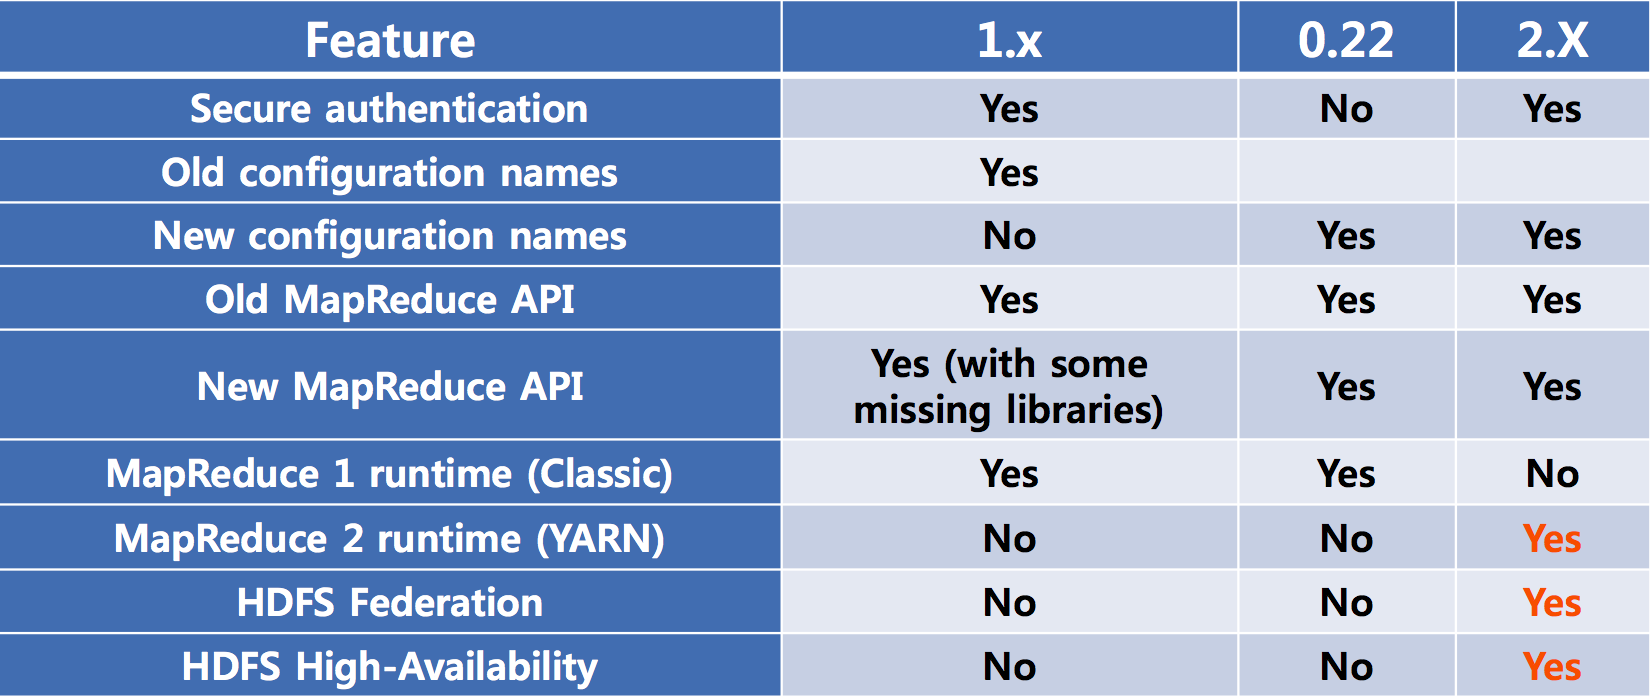 Feature 1.x 0.22 2.X
Secure authentication Yes No Yes
Old configuration names Yes
New configuration names No Yes Yes
Old MapReduce API Yes Yes Yes
New MapReduce API Yes (with some missing libraries) Yes Yes
MapReduce 1 runtime (Classic) Yes Yes No
MapReduce 2 runtime (YARN) No No Yes
HDFS Federation No No Yes
HDFS High-Availability No No Yes